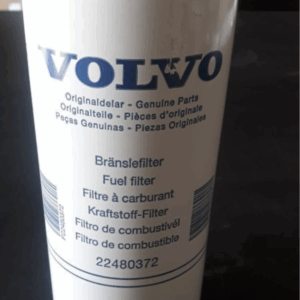 VOLVO
Originaldelar - Genuine Parts
Originalteile - Pièces d'origine
Peças Genuinas - Piezas Originales
Bränslefilter
Fuel filter
Filtre à carburant
Kraftstoff-Filter
Filtro de combustível
Filtro de combustible
22480372